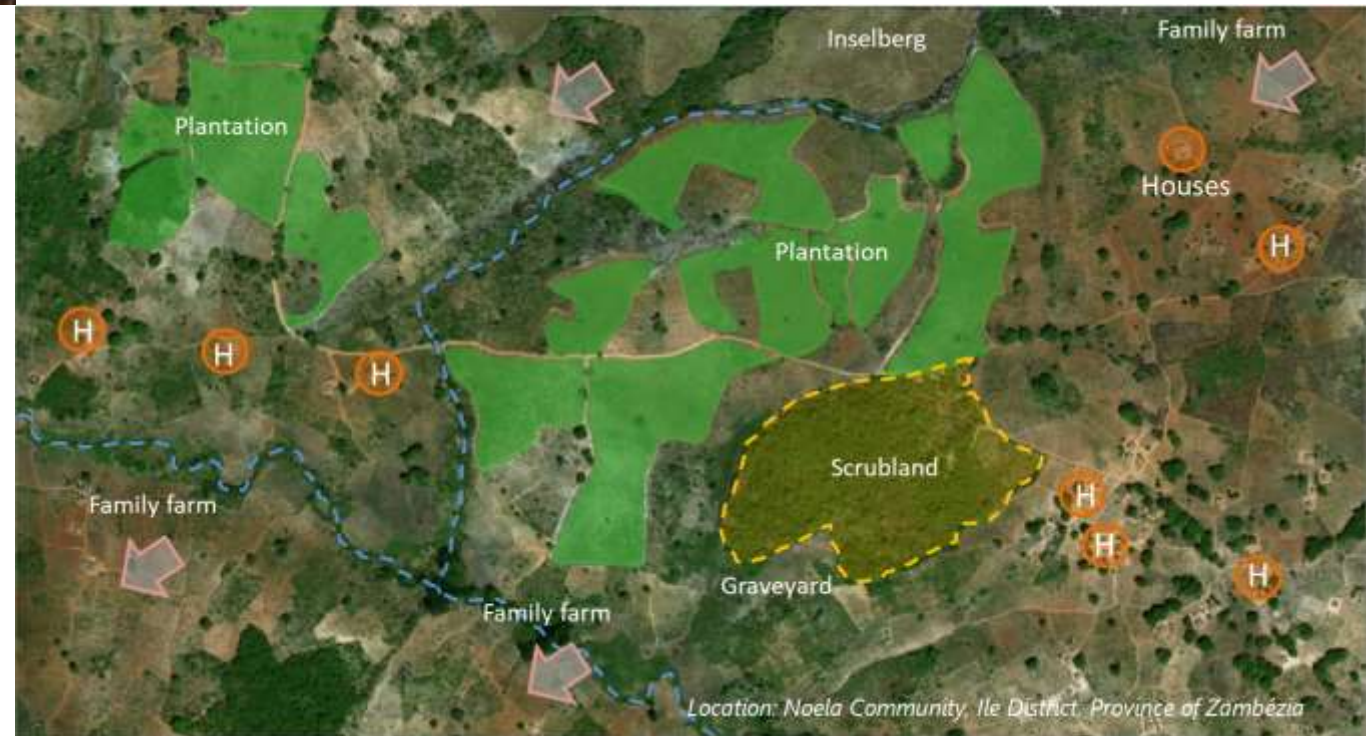 Inselberg
Family farm
Plantation
Houses
H
Plantation
H
H
H
Scrubland
Family farm
H
H
Graveyard
H
Family farm
Location: Noela Community, Ile District. Province of Zambézia